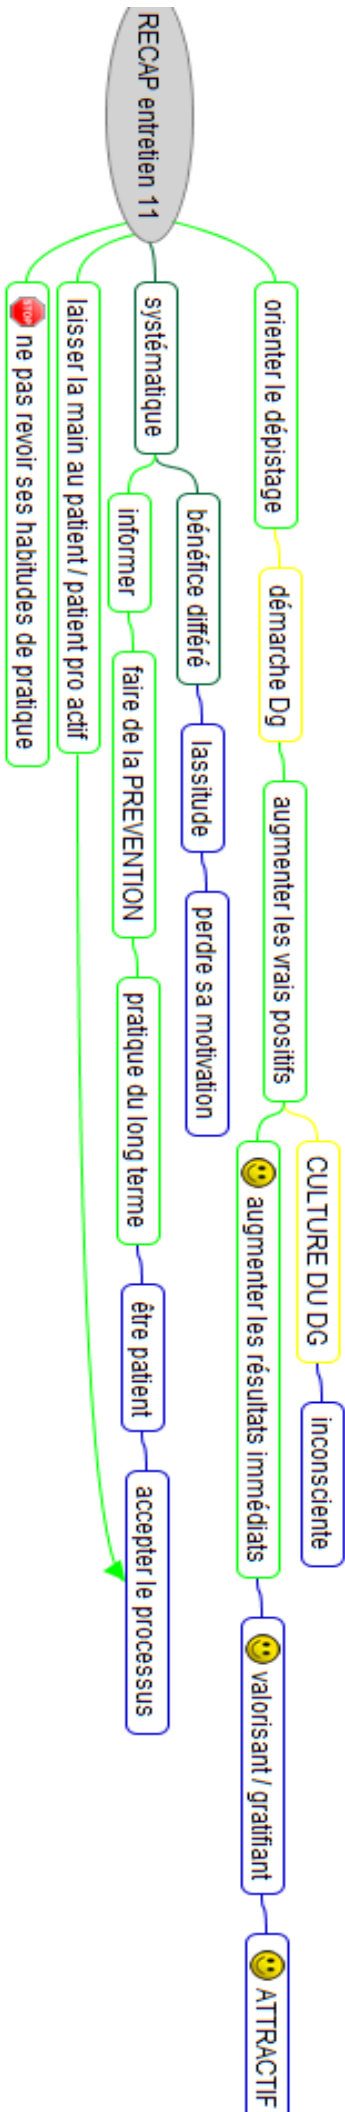 RECAP entretien 11
orienter le dépistage
démarche Dg
augmenter les vrais positifs
CULTURE DU DG
inconsciente
augmenter les résultats immédiats
valorisant / gratifiant
ATTRACTIF
systématique
bénéfice différé
lassitude
perdre sa motivation
informer
faire de la PREVENTION
pratique du long terme
être patient
accepter le processus
laisser la main au patient / patient pro actif
STOP ne pas revoir ses habitudes de pratique